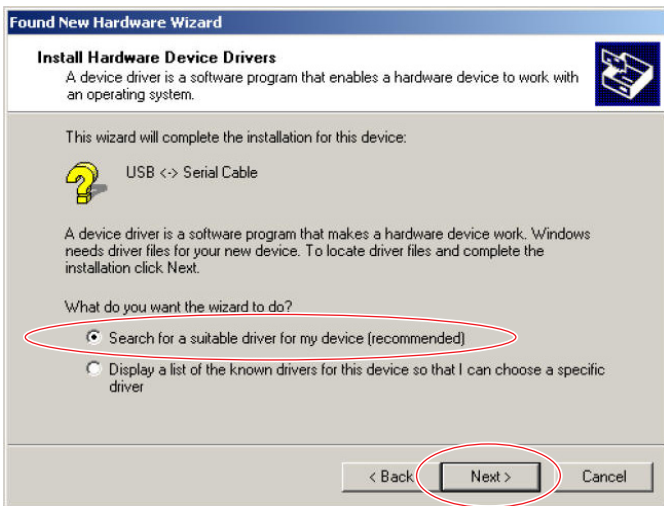 Found New Hardware Wizard
Install Hardware Device Drivers
A device driver is a software program that enables a hardware device to work with
an operating system.
This wizard will complete the installation for this device:
USB <-> Serial Cable
A device driver is a software program that makes a hardware device work. Windows
needs driver files for your new device. To locate driver files and complete the
installation click Next.
What do you want the wizard to do?
Search for a suitable driver for my device (recommended)
Display a list of the known drivers for this device so that I can choose a specific
driver
< Back
Next >
Cancel